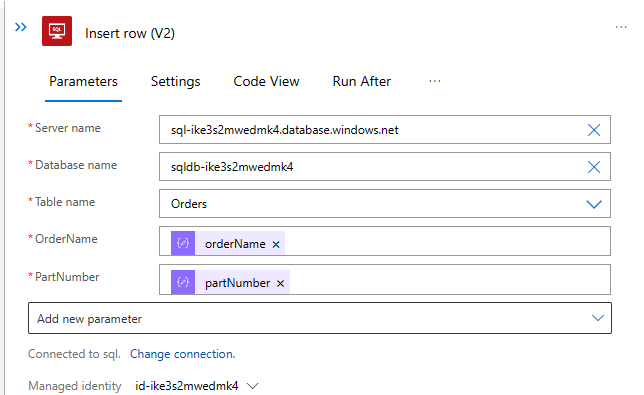 SQL
Insert row (V2)
Parameters Settings Code View Run After ...
* Server name sql-ike3s2mwedmk4.database.windows.net
* Database name sqldb-ike3s2mwedmk4
* Table name Orders
* OrderName orderName ×
* PartNumber partNumber ×
Add new parameter
Connected to sql. Change connection.
Managed identity id-ike3s2mwedmk4